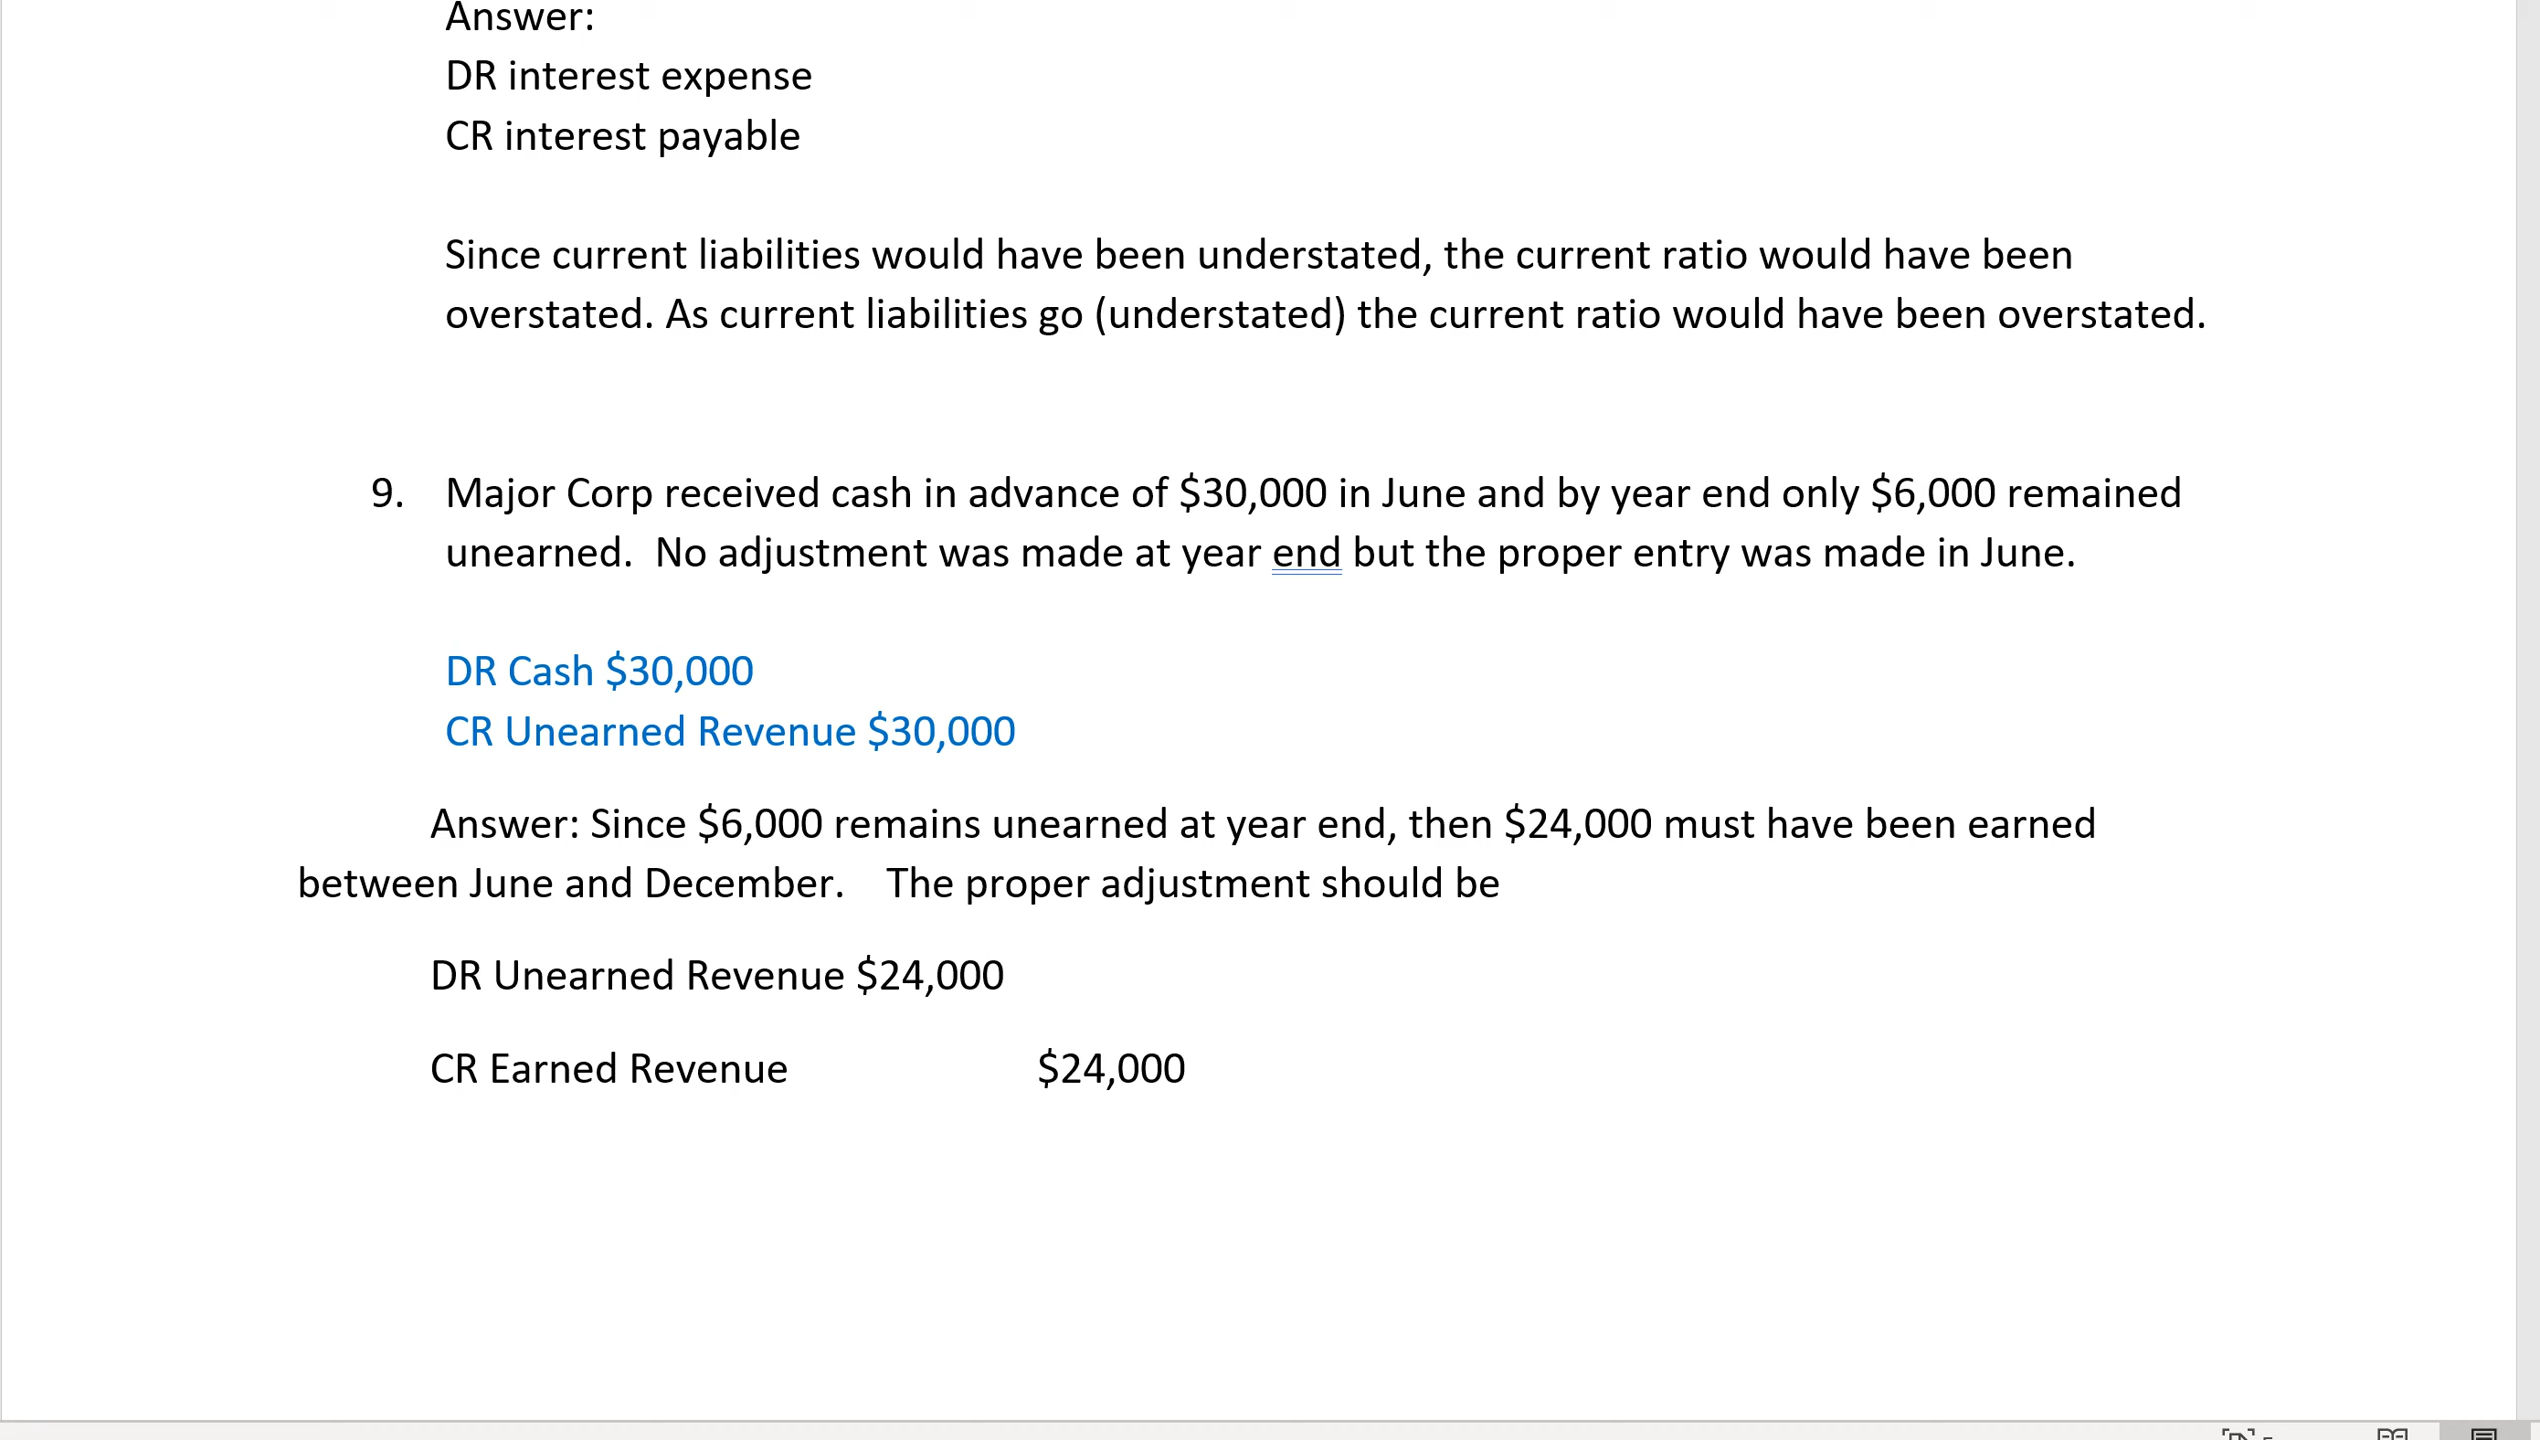 Answer:
DR interest expense
CR interest payable
Since current liabilities would have been understated, the current ratio would have been
overstated. As current liabilities go (understated) the current ratio would have been overstated.
9. Major Corp received cash in advance of $30,000 in June and by year end only $6,000 remained
unearned.  No adjustment was made at year end but the proper entry was made in June.
DR Cash $30,000
CR Unearned Revenue $30,000
Answer: Since $6,000 remains unearned at year end, then $24,000 must have been earned
between June and December.    The proper adjustment should be
DR Unearned Revenue $24,000
CR Earned Revenue $24,000